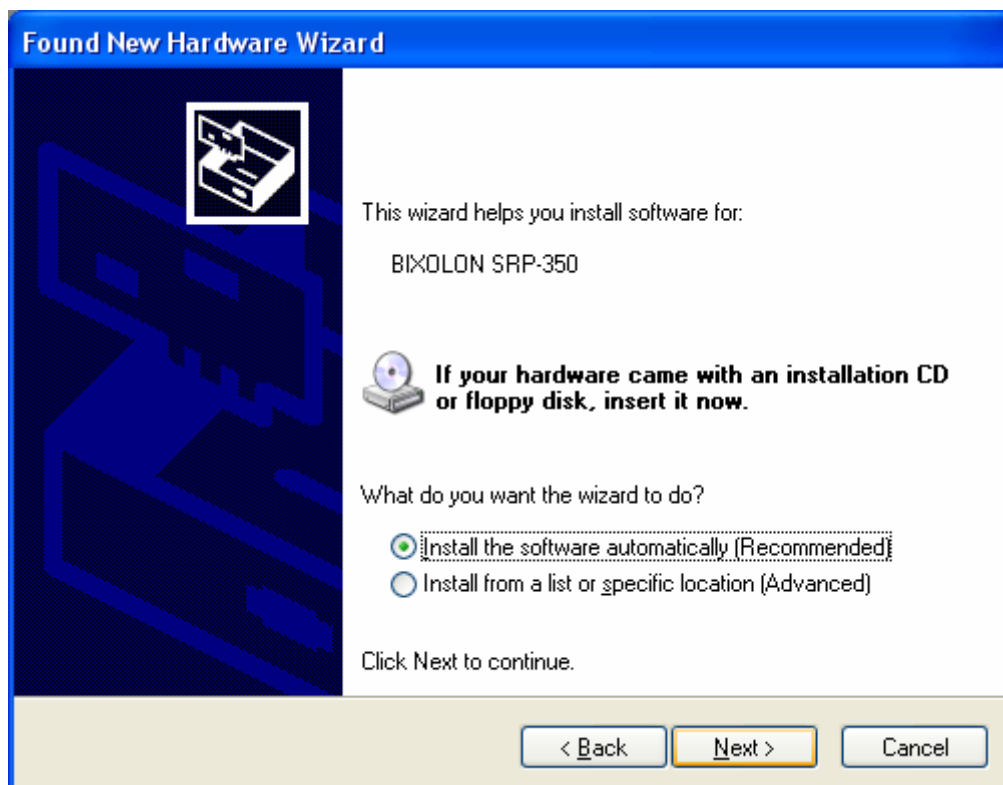 Found New Hardware Wizard
This wizard helps you install software for:
BIXOLON SRP-350
If your hardware came with an installation CD
or floppy disk, insert it now.
What do you want the wizard to do?
Install the software automatically (Recommended)
Install from a list or specific location (Advanced)
Click Next to continue.
< Back
Next >
Cancel